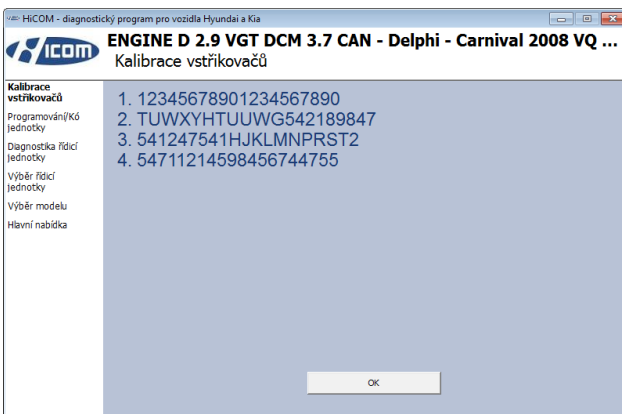 HiCOM - diagnostický program pro vozidla Hyundai a Kia
HICOM
ENGINE D 2.9 VGT DCM 3.7 CAN - Delphi - Carnival 2008 VQ ...
Kalibrace vstřikovačů
Kalibrace
vstřikovačů
Programování/Kó
jednotky
Diagnostika řídicí
jednotky
Výběr řídicí
jednotky
Výběr modelu
Hlavní nabídka
1. 12345678901234567890
2. TUWXYHTUUWG542189847
3. 541247541HJKLMNPRST2
4. 54711214598456744755
OK